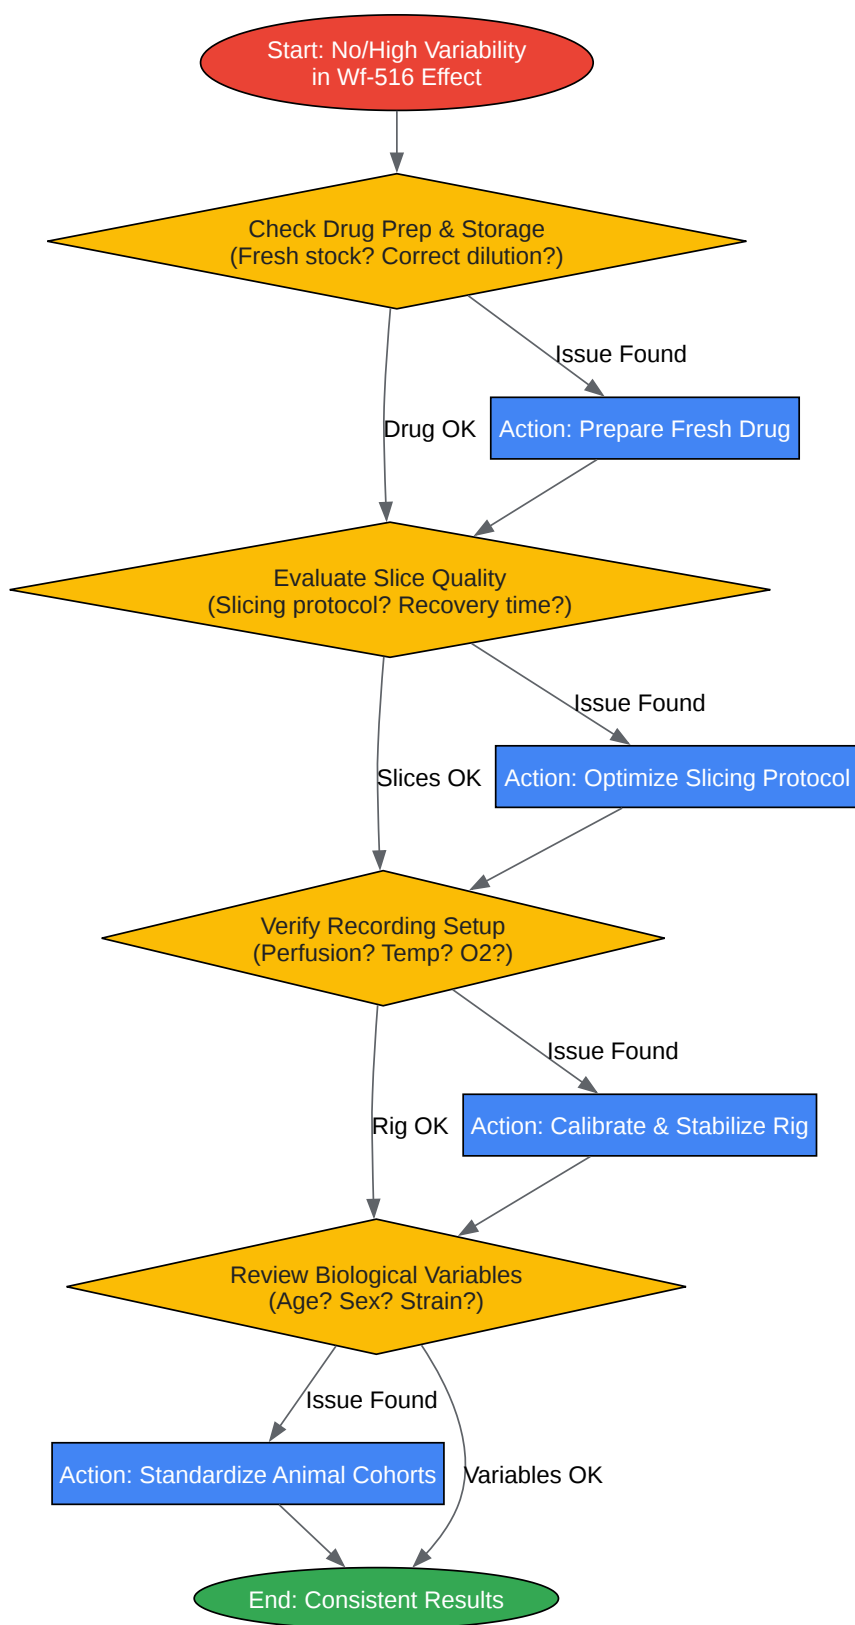 Start: No/High Variability
in Wf-516 Effect
Check Drug Prep & Storage
(Fresh stock? Correct dilution?)
Issue Found
Drug OK
Action: Prepare Fresh Drug
Evaluate Slice Quality
(Slicing protocol? Recovery time?)
Issue Found
Slices OK
Action: Optimize Slicing Protocol
Verify Recording Setup
(Perfusion? Temp? O2?)
Issue Found
Rig OK
Action: Calibrate & Stabilize Rig
Review Biological Variables
(Age? Sex? Strain?)
Issue Found
Action: Standardize Animal Cohorts
Variables OK
End: Consistent Results